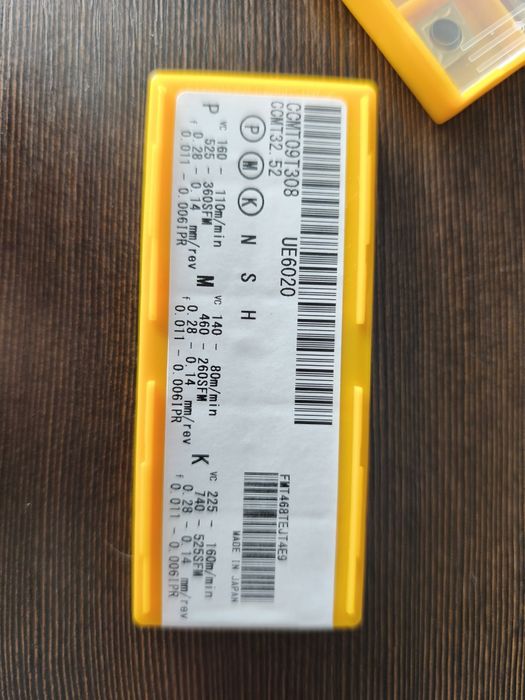 CCMT09T308 UE6020
CCMT32.52
P M K N S H
P vc 160 - 110m/min
525 - 360SFM
f 0.28 - 0.14 mm/rev
0.011 - 0.006IPR
M vc 140 - 80m/min
460 - 260SFM
f 0.28 - 0.14 mm/rev
0.011 - 0.006IPR
K vc 225 - 160m/min
740 - 525SFM
f 0.28 - 0.14 mm/rev
0.011 - 0.006IPR
FMT468TEJT4E9
MADE IN JAPAN